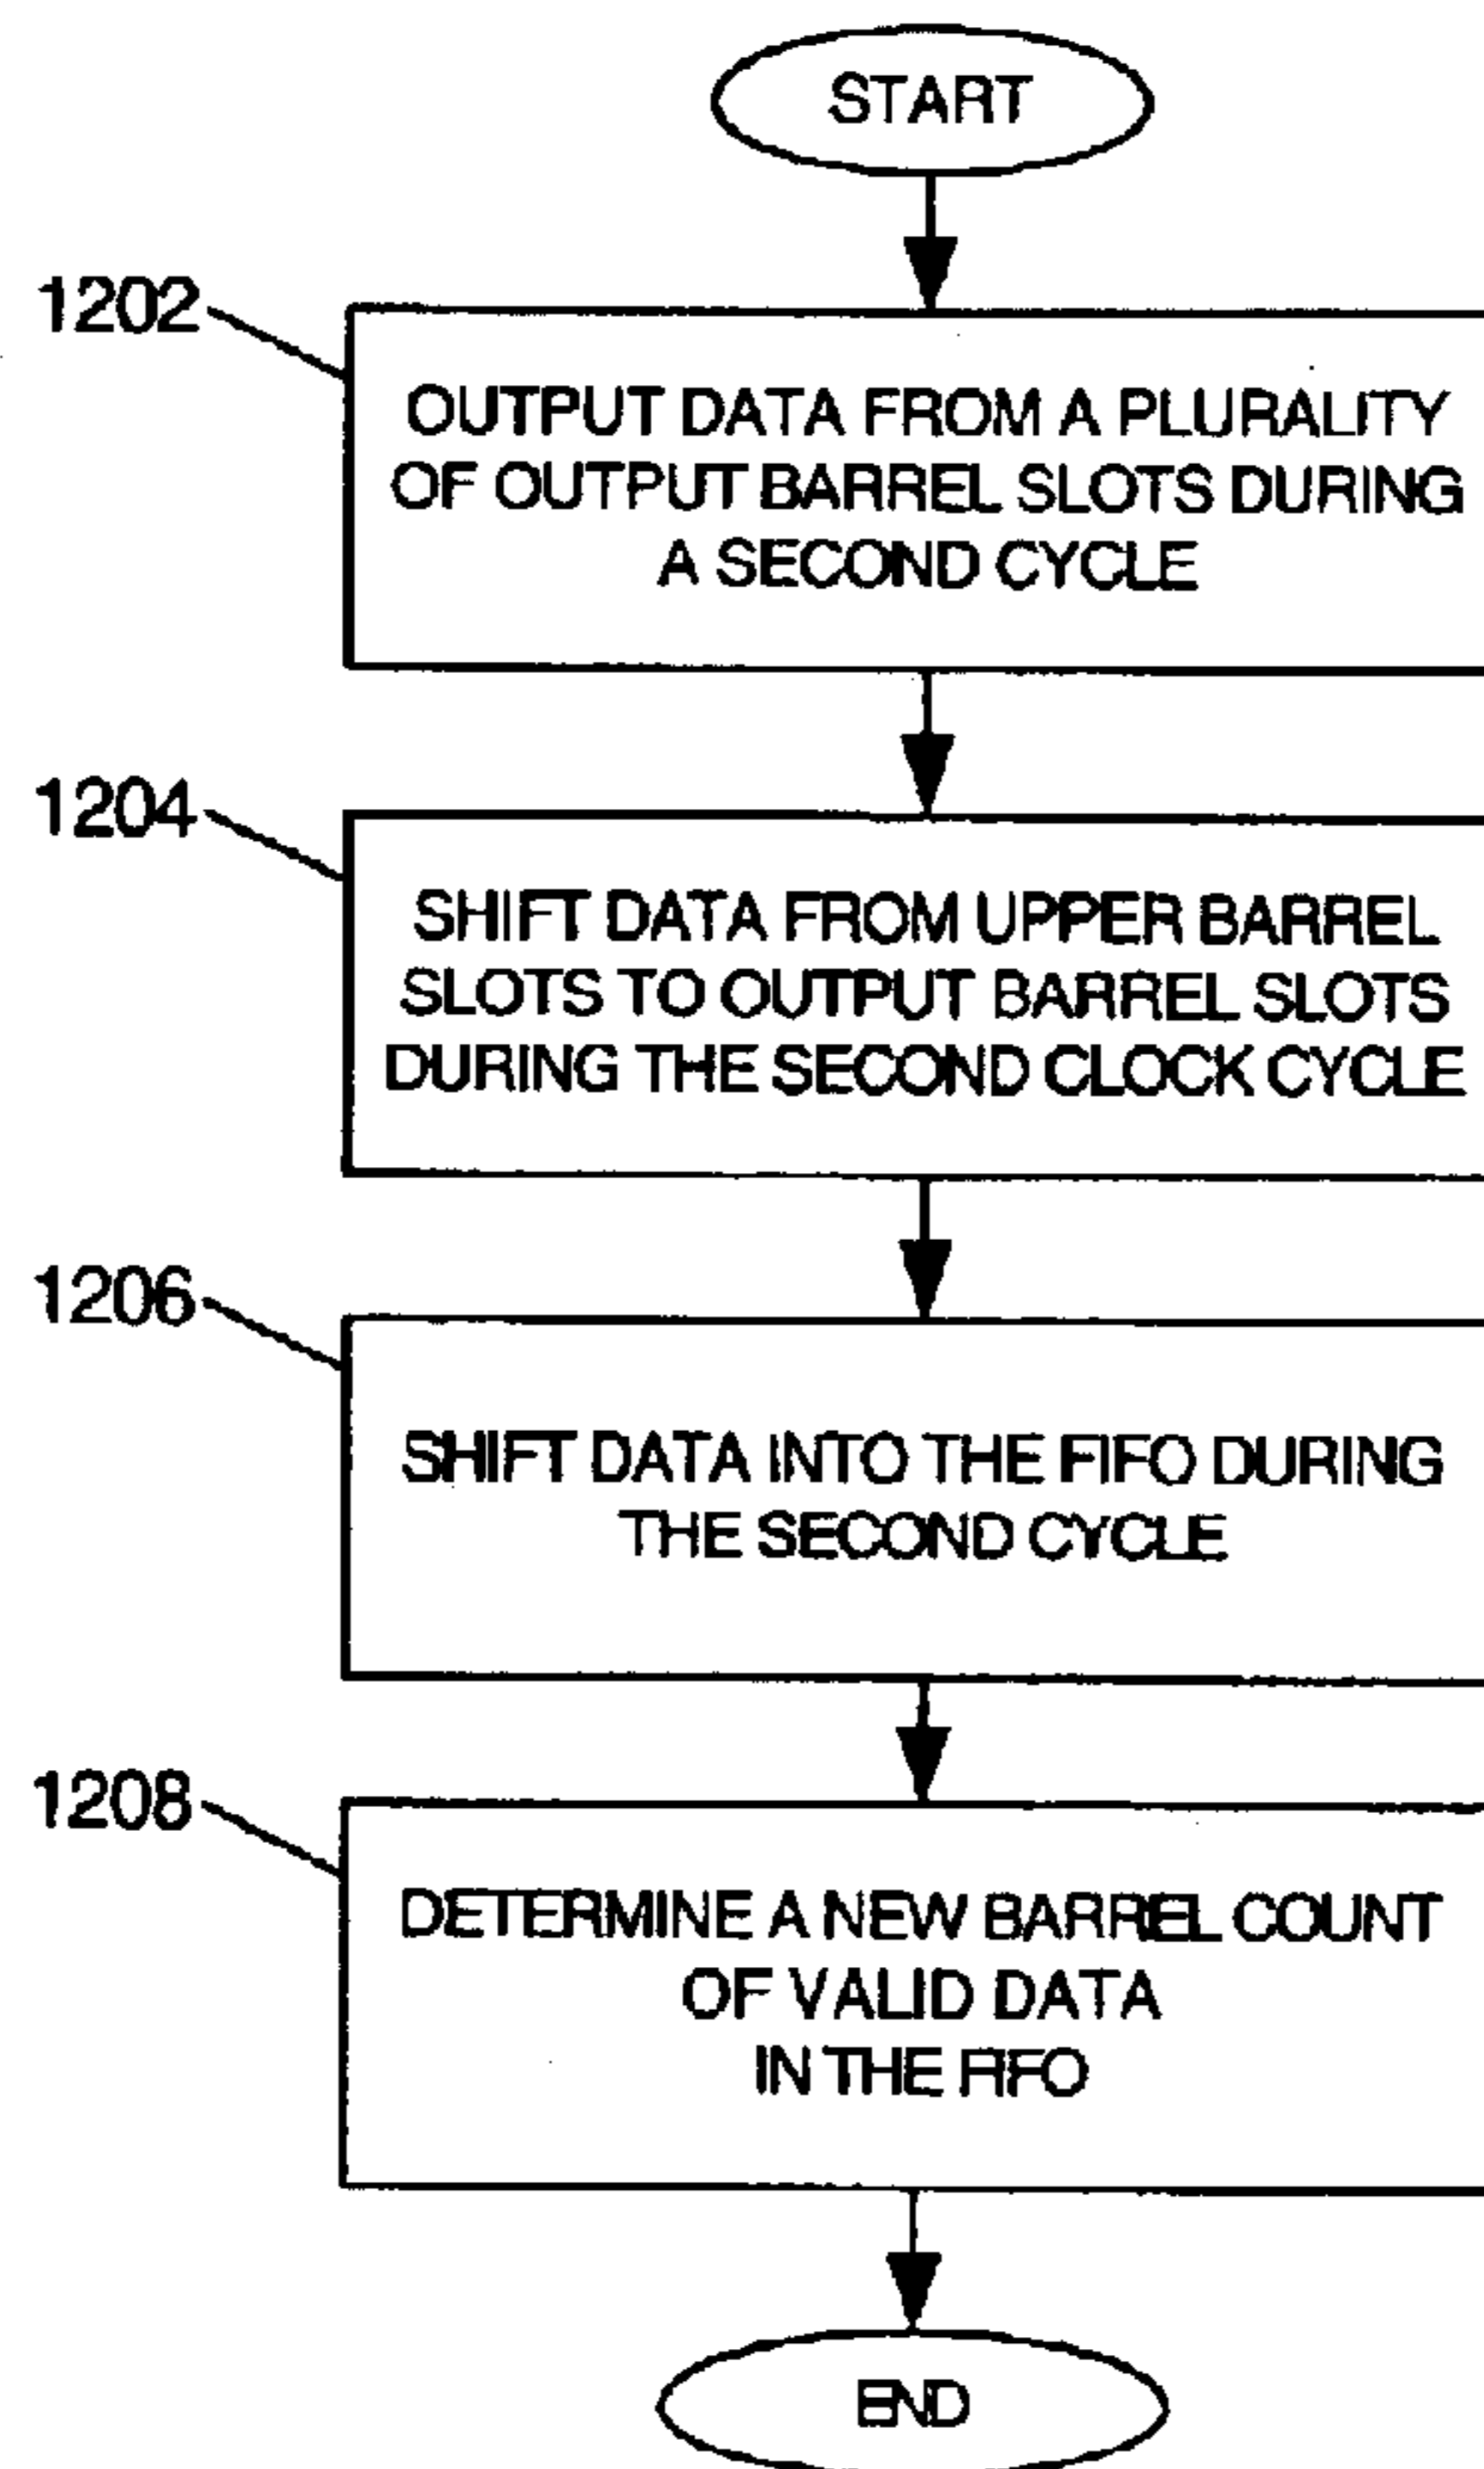 START
1202
OUTPUT DATA FROM A PLURALITY
OF OUTPUT BARREL SLOTS DURING
A SECOND CYCLE
1204
SHIFT DATA FROM UPPER BARREL
SLOTS TO OUTPUT BARREL SLOTS
DURING THE SECOND CLOCK CYCLE
1206
SHIFT DATA INTO THE FIFO DURING
THE SECOND CYCLE
1208
DETERMINE A NEW BARREL COUNT
OF VALID DATA
IN THE FIFO
END